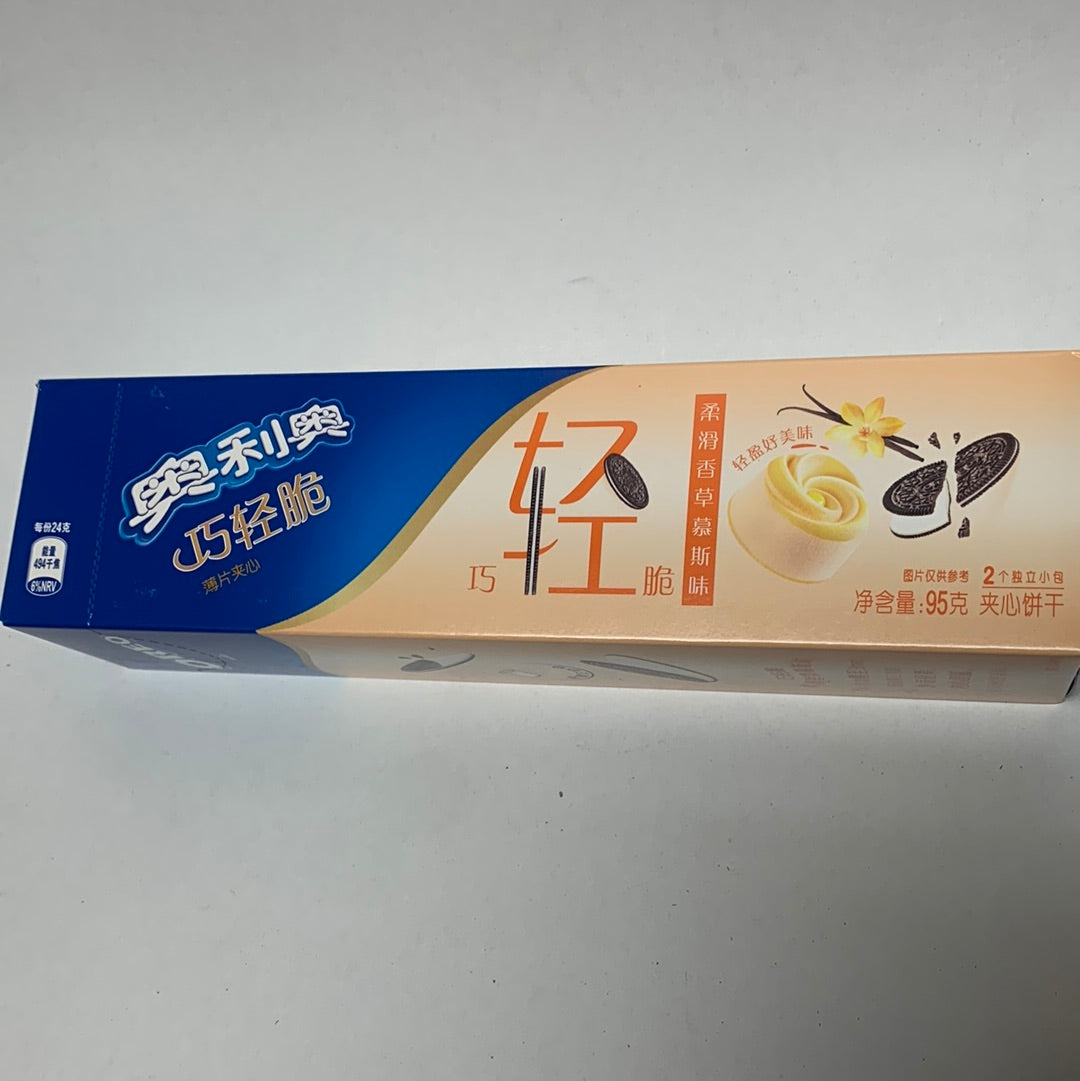 奥利奥
巧轻脆
薄片夹心
每份24克
能量
494千焦
6%NRV
巧轻脆
柔滑香草慕斯味
轻盈好美味
图片仅供参考 2个独立小包
净含量:95克 夹心饼干
OREO